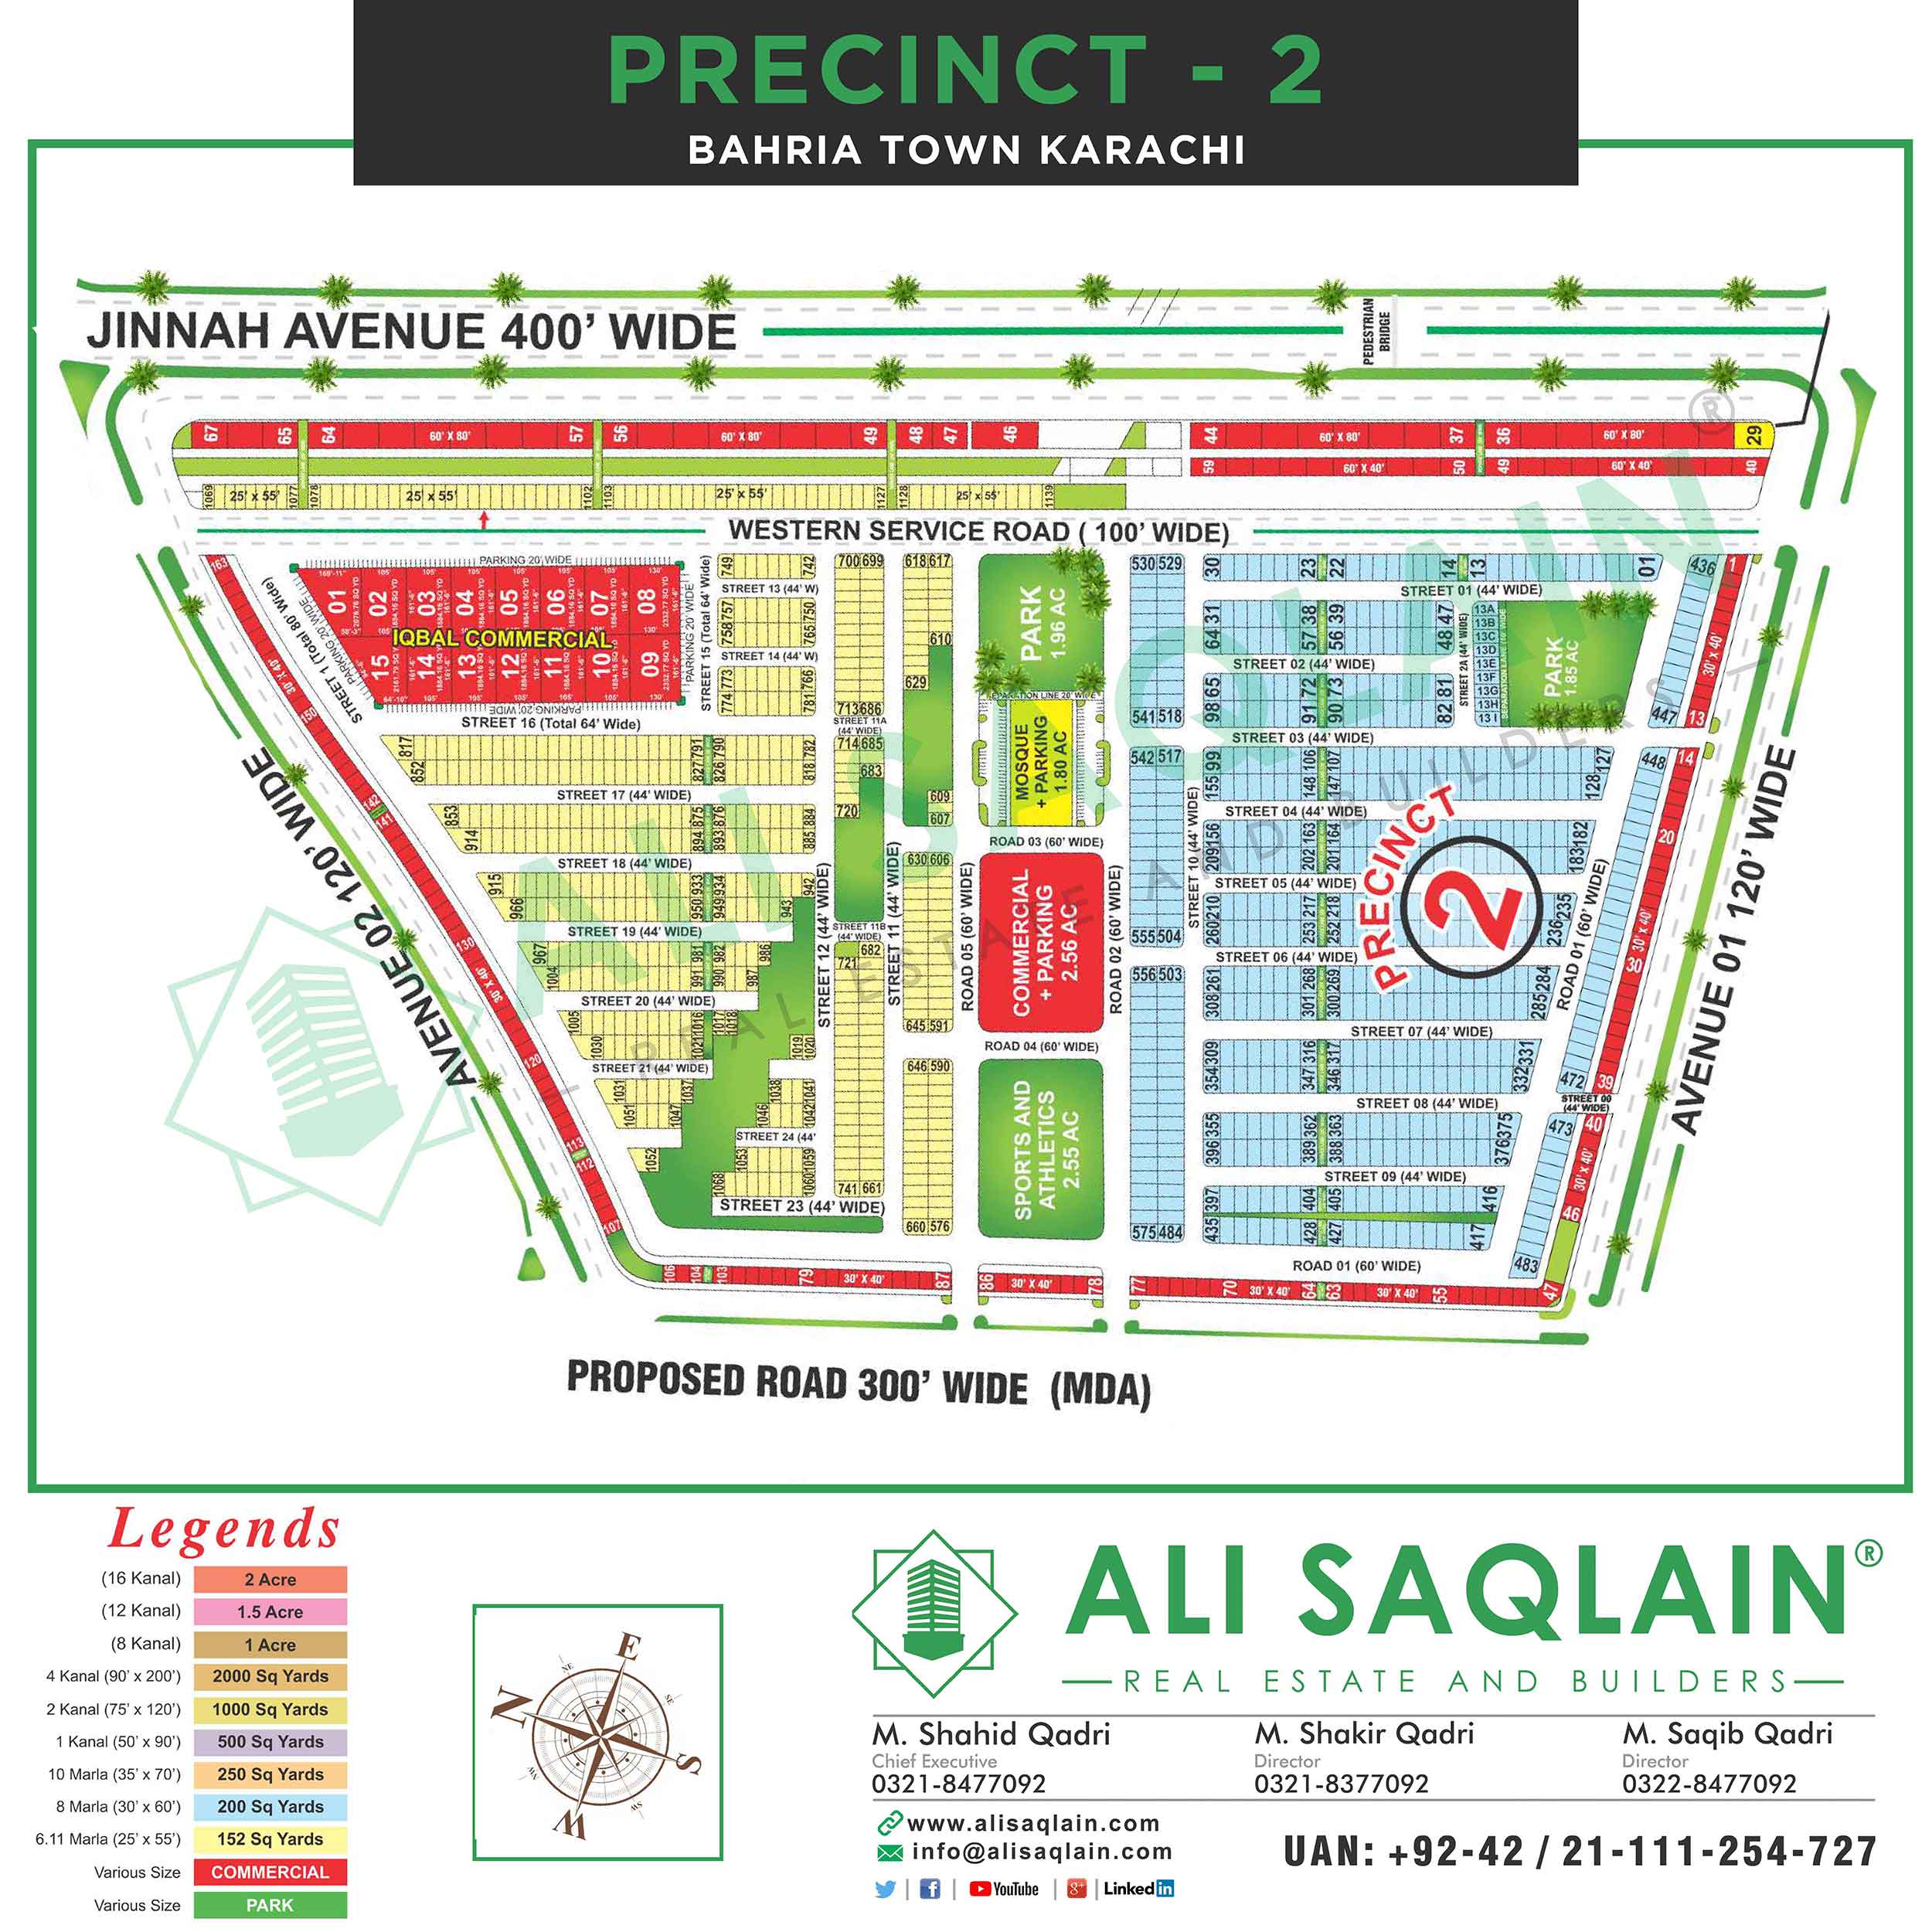 PRECINCT - 2
BAHRIA TOWN KARACHI
JINNAH AVENUE 400' WIDE
PEDESTRIAN
BRIDGE
67 65 64 60' X 80' 57 56 60' X 80' 49 48 47 46 44 60' X 80' 37 36 60' X 80' 29
59 60' X 40' 50 49 60' X 40' 40
1069 25' x 55' 1077 1078 25' x 55' 1102 1103 25' x 55' 1127 1128 25' x 55' 1139
WESTERN SERVICE ROAD ( 100' WIDE)
PARKING 20' WIDE
01 02 03 04 05 06 07 08
IQBAL COMMERCIAL
15 14 13 12 11 10 09
PARKING 20' WIDE
STREET 16 (Total 64' Wide)
STREET 1 (Total 80' Wide)
STREET 15 (Total 64' Wide)
PARKING 20' WIDE
749 742
STREET 13 (44' W)
758 757 765 750
STREET 14 (44' W)
774 773 781 766
700 699
713 686
STREET 11A
(44' WIDE)
714 685
683
720
STREET 11B
(44' WIDE)
682
721
741 661
618 617
610
629
609
607
630 606
645 591
646 590
660 576
817 852 827 791 826 790 818 782
STREET 17 (44' WIDE)
853 914 894 875 893 876 885 884
STREET 18 (44' WIDE)
915 966 950 933 949 934 942 943
STREET 19 (44' WIDE)
967 1004 991 981 990 982 987 986
STREET 20 (44' WIDE)
1005 1030 1021 1016 1017 1018 1019 1020
STREET 21 (44' WIDE)
1031 1051 1047 1037 1046 1038 1042 1041
STREET 24 (44'
1052 1053 1068 1060 1059
STREET 23 (44' WIDE)
STREET 12 (44' WIDE)
STREET 11 (44' WIDE)
ROAD 05 (60' WIDE)
PARK
1.96 AC
MOSQUE
+ PARKING
1.80 AC
ROAD 03 (60' WIDE)
COMMERCIAL
+ PARKING
2.56 AC
ROAD 04 (60' WIDE)
SPORTS AND
ATHLETICS
2.55 AC
ROAD 02 (60' WIDE)
STREET 10 (44' WIDE)
530 529
541 518
542 517
555 504
556 503
575 484
30 23 22 14 13 01
STREET 01 (44' WIDE)
64 31 57 38 56 39 48 47
STREET 02 (44' WIDE)
98 65 91 72 90 73 82 81
STREET 03 (44' WIDE)
STREET 2A (44' WIDE)
13A
13B
13C
13D
13E
13F
13G
13H
13 I
PARK
1.85 AC
155 99 148 106 147 107 128 127
STREET 04 (44' WIDE)
209 156 202 163 201 164 183 182
STREET 05 (44' WIDE)
260 210 253 217 252 218 236 235
STREET 06 (44' WIDE)
308 261 301 268 300 269 285 284
STREET 07 (44' WIDE)
354 309 347 316 346 317 332 331
STREET 08 (44' WIDE)
396 355 389 362 388 363 376 375
STREET 09 (44' WIDE)
397 404 405 416
435 428 427 417
ROAD 01 (60' WIDE)
PRECINCT
2
ROAD 01 (60' WIDE)
436 1
30' X 40'
447 13
448 14
20
30' X 40'
30
472 39
STREET 00
(44' WIDE)
473 40
30' X 40'
46
483
47
AVENUE 01 120' WIDE
AVENUE 02 120' WIDE
163
30' X 40'
150
142
141
130
30' X 40'
120
113
112
107
106 104 103 79 30' X 40' 87 86 30' X 40' 78 77 70 30' X 40' 64 63 30' X 40' 55
PROPOSED ROAD 300' WIDE (MDA)
ALI SAQLAIN ®
REAL ESTATE AND BUILDERS
Legends
(16 Kanal) 2 Acre
(12 Kanal) 1.5 Acre
(8 Kanal) 1 Acre
4 Kanal (90' x 200') 2000 Sq Yards
2 Kanal (75' x 120') 1000 Sq Yards
1 Kanal (50' x 90') 500 Sq Yards
10 Marla (35' x 70') 250 Sq Yards
8 Marla (30' x 60') 200 Sq Yards
6.11 Marla (25' x 55') 152 Sq Yards
Various Size COMMERCIAL
Various Size PARK
E
NE
SE
N
S
NW
SW
W
ALI SAQLAIN®
REAL ESTATE AND BUILDERS
M. Shahid Qadri M. Shakir Qadri M. Saqib Qadri
Chief Executive Director Director
0321-8477092 0321-8377092 0322-8477092
www.alisaqlain.com
info@alisaqlain.com
UAN: +92-42 / 21-111-254-727
YouTube g+ Linked in